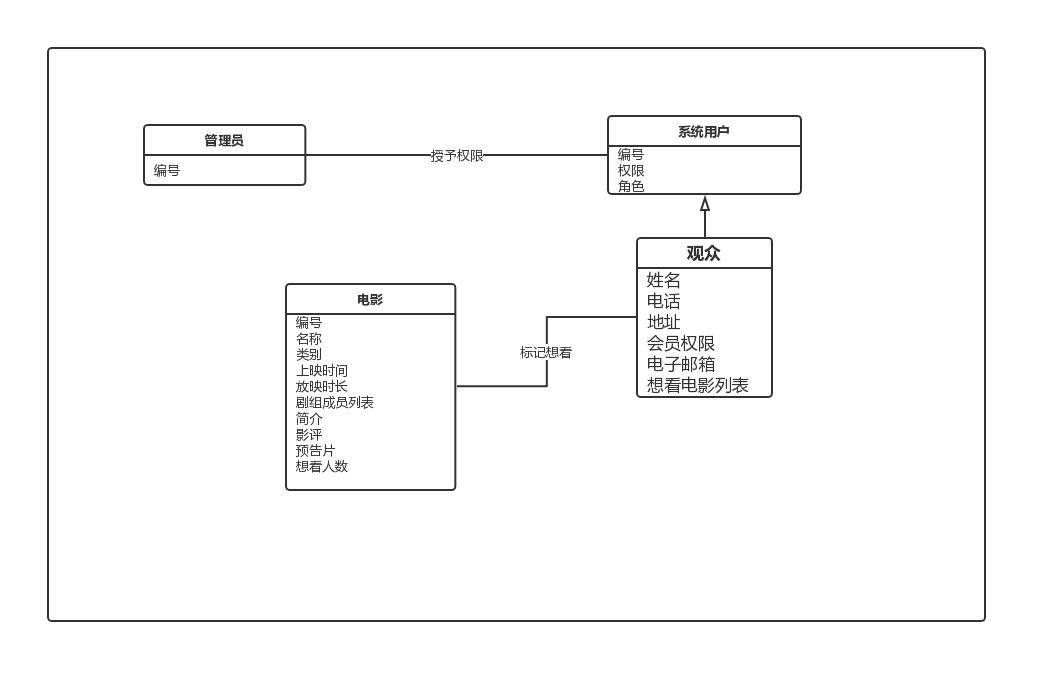 管理员
编号
授予权限
系统用户
编号
权限
角色
观众
姓名
电话
地址
会员权限
电子邮箱
想看电影列表
标记想看
电影
编号
名称
类别
上映时间
放映时长
剧组成员列表
简介
影评
预告片
想看人数